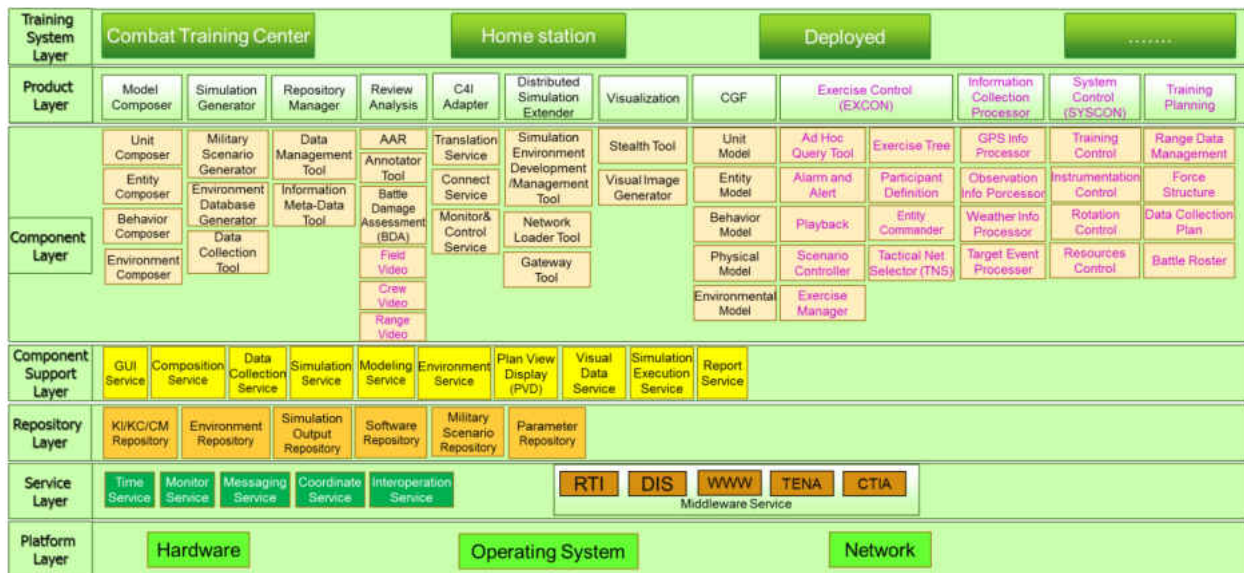 Training
System
Layer
Combat Training Center
Home station
Deployed
.......
Product
Layer
Model
Composer
Simulation
Generator
Repository
Manager
Review
Analysis
C4I
Adapter
Distributed
Simulation
Extender
Visualization
CGF
Exercise Control
(EXCON)
Information
Collection
Processor
System
Control
(SYSCON)
Training
Planning
Component
Layer
Unit
Composer
Entity
Composer
Behavior
Composer
Environment
Composer
Military
Scenario
Generator
Environment
Database
Generator
Data
Collection
Tool
Data
Management
Tool
Information
Meta-Data
Tool
AAR
Annotator
Tool
Battle
Damage
Assessment
(BDA)
Field
Video
Crew
Video
Range
Video
Translation
Service
Connect
Service
Monitor&
Control
Service
Simulation
Environment
Development
/Management
Tool
Network
Loader Tool
Gateway
Tool
Stealth Tool
Visual Image
Generator
Unit
Model
Entity
Model
Behavior
Model
Physical
Model
Environmental
Model
Ad Hoc
Query Tool
Alarm and
Alert
Playback
Scenario
Controller
Exercise
Manager
Exercise Tree
Participant
Definition
Entity
Commander
Tactical Net
Selector (TNS)
GPS Info
Processor
Observation
Info Porcessor
Weather Info
Processor
Target Event
Processer
Training
Control
Instrumentation
Control
Rotation
Control
Resources
Control
Range Data
Management
Force
Structure
Data Collection
Plan
Battle Roster
Component
Support
Layer
GUI
Service
Composition
Service
Data
Collection
Service
Simulation
Service
Modeling
Service
Environment
Service
Plan View
Display
(PVD)
Visual
Data
Service
Simulation
Execution
Service
Report
Service
Repository
Layer
KI/KC/CM
Repository
Environment
Repository
Simulation
Output
Repository
Software
Repository
Military
Scenario
Repository
Parameter
Repository
Service
Layer
Time
Service
Monitor
Service
Messaging
Service
Coordinate
Service
Interoperation
Service
RTI
DIS
WWW
TENA
CTIA
Middleware Service
Platform
Layer
Hardware
Operating System
Network